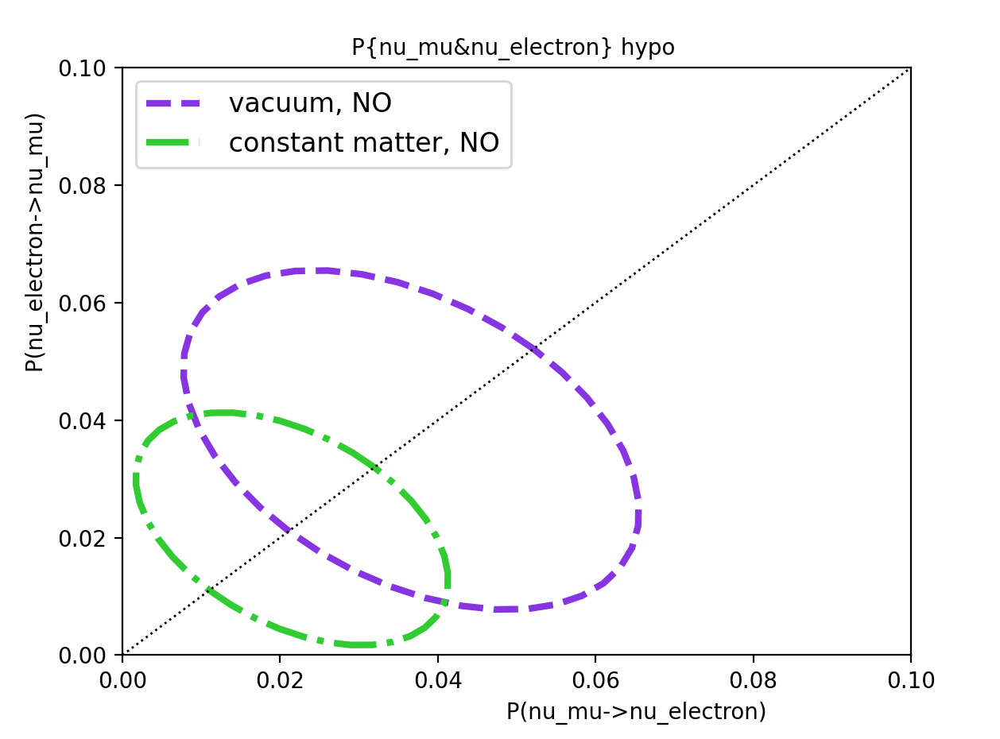 P{nu_mu&nu_electron} hypo
vacuum, NO
constant matter, NO
P(nu_electron->nu_mu)
0.10
0.08
0.06
0.04
0.02
0.00
0.00 0.02 0.04 0.06 0.08 0.10
P(nu_mu->nu_electron)